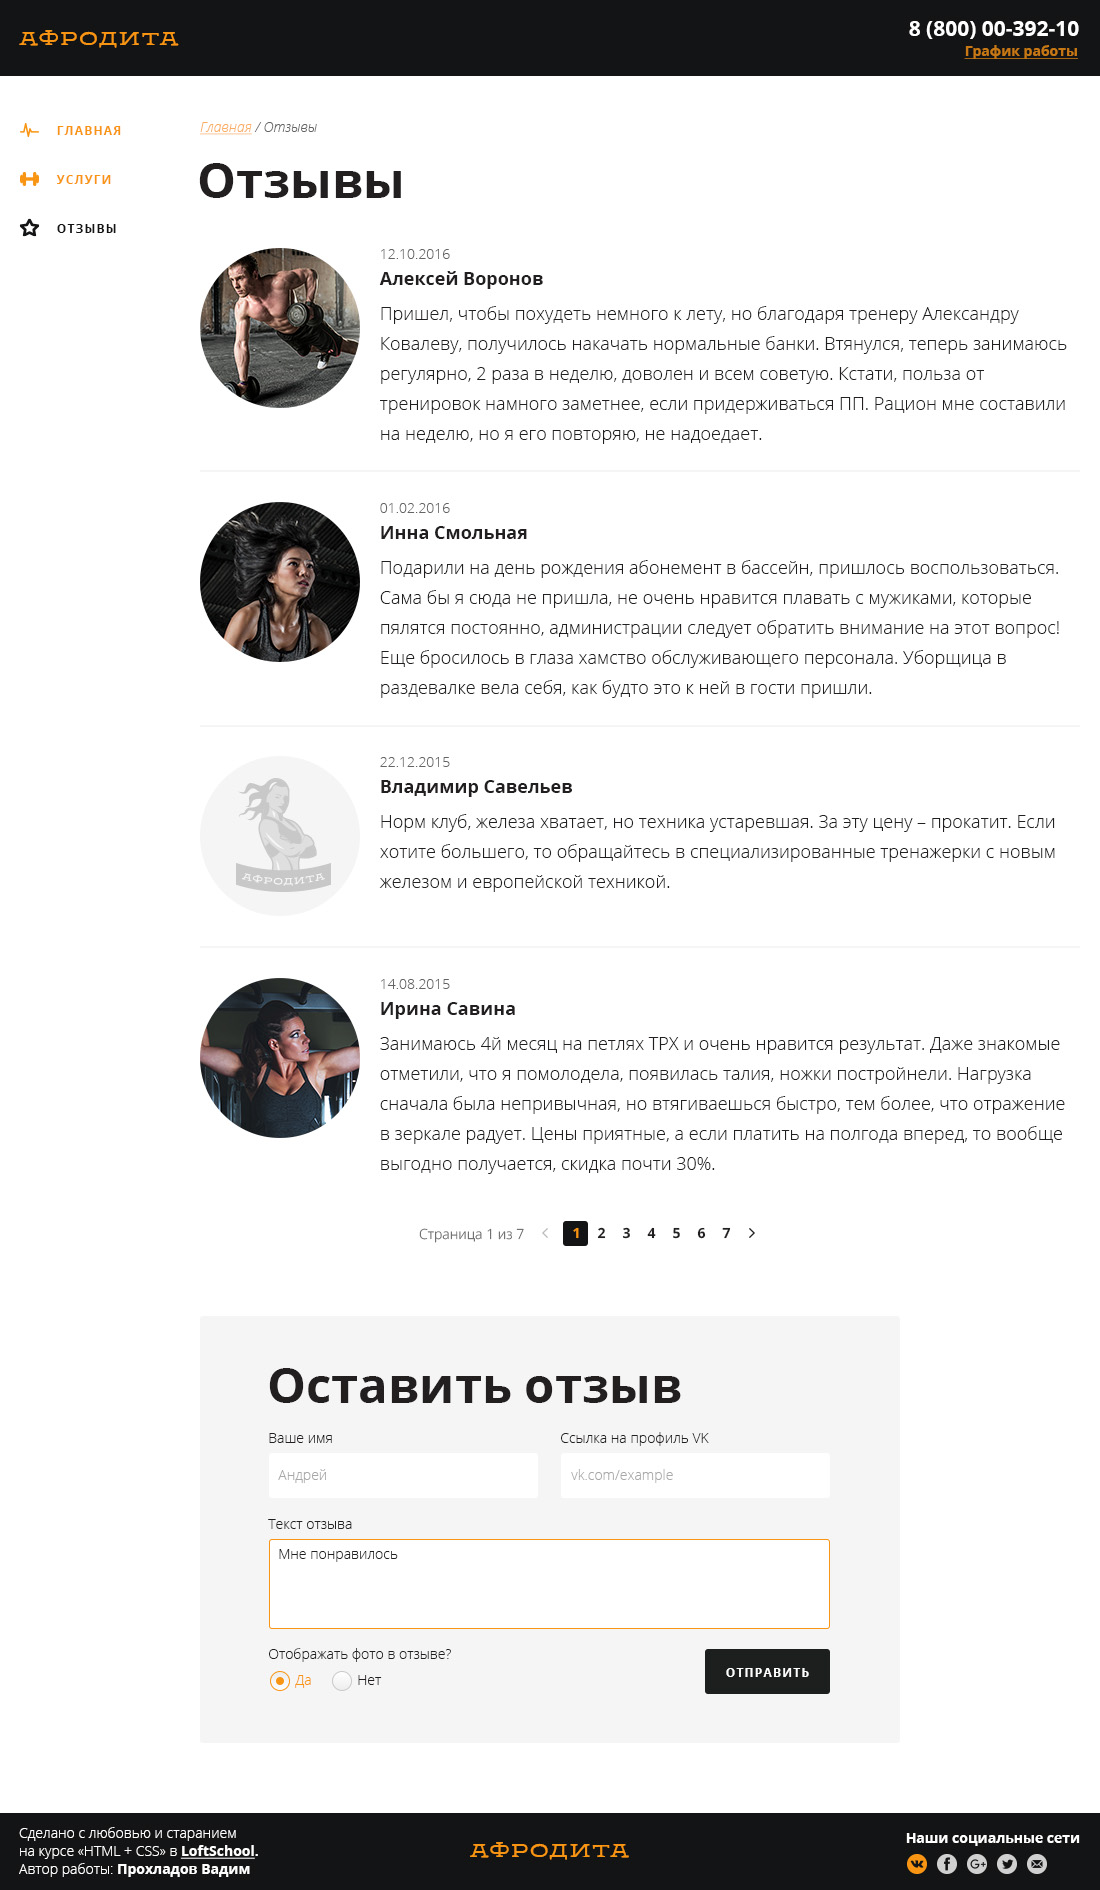 АФРОДИТА
8 (800) 00-392-10
График работы
ГЛАВНАЯ
УСЛУГИ
ОТЗЫВЫ
Главная / Отзывы
Отзывы
12.10.2016
Алексей Воронов
Пришел, чтобы похудеть немного к лету, но благодаря тренеру Александру
Ковалеву, получилось накачать нормальные банки. Втянулся, теперь занимаюсь
регулярно, 2 раза в неделю, доволен и всем советую. Кстати, польза от
тренировок намного заметнее, если придерживаться ПП. Рацион мне составили
на неделю, но я его повторяю, не надоедает.
01.02.2016
Инна Смольная
Подарили на день рождения абонемент в бассейн, пришлось воспользоваться.
Сама бы я сюда не пришла, не очень нравится плавать с мужиками, которые
пялятся постоянно, администрации следует обратить внимание на этот вопрос!
Еще бросилось в глаза хамство обслуживающего персонала. Уборщица в
раздевалке вела себя, как будто это к ней в гости пришли.
АФРОДИТА
22.12.2015
Владимир Савельев
Норм клуб, железа хватает, но техника устаревшая. За эту цену – прокатит. Если
хотите большего, то обращайтесь в специализированные тренажерки с новым
железом и европейской техникой.
14.08.2015
Ирина Савина
Занимаюсь 4й месяц на петлях ТРХ и очень нравится результат. Даже знакомые
отметили, что я помолодела, появилась талия, ножки постройнели. Нагрузка
сначала была непривычная, но втягиваешься быстро, тем более, что отражение
в зеркале радует. Цены приятные, а если платить на полгода вперед, то вообще
выгодно получается, скидка почти 30%.
Страница 1 из 7 1 2 3 4 5 6 7
Оставить отзыв
Ваше имя
Ссылка на профиль VK
Андрей
vk.com/example
Текст отзыва
Мне понравилось
Отображать фото в отзыве?
Да Нет
ОТПРАВИТЬ
Сделано с любовью и старанием
на курсе «HTML + CSS» в LoftSchool.
Автор работы: Прохладов Вадим
АФРОДИТА
Наши социальные сети